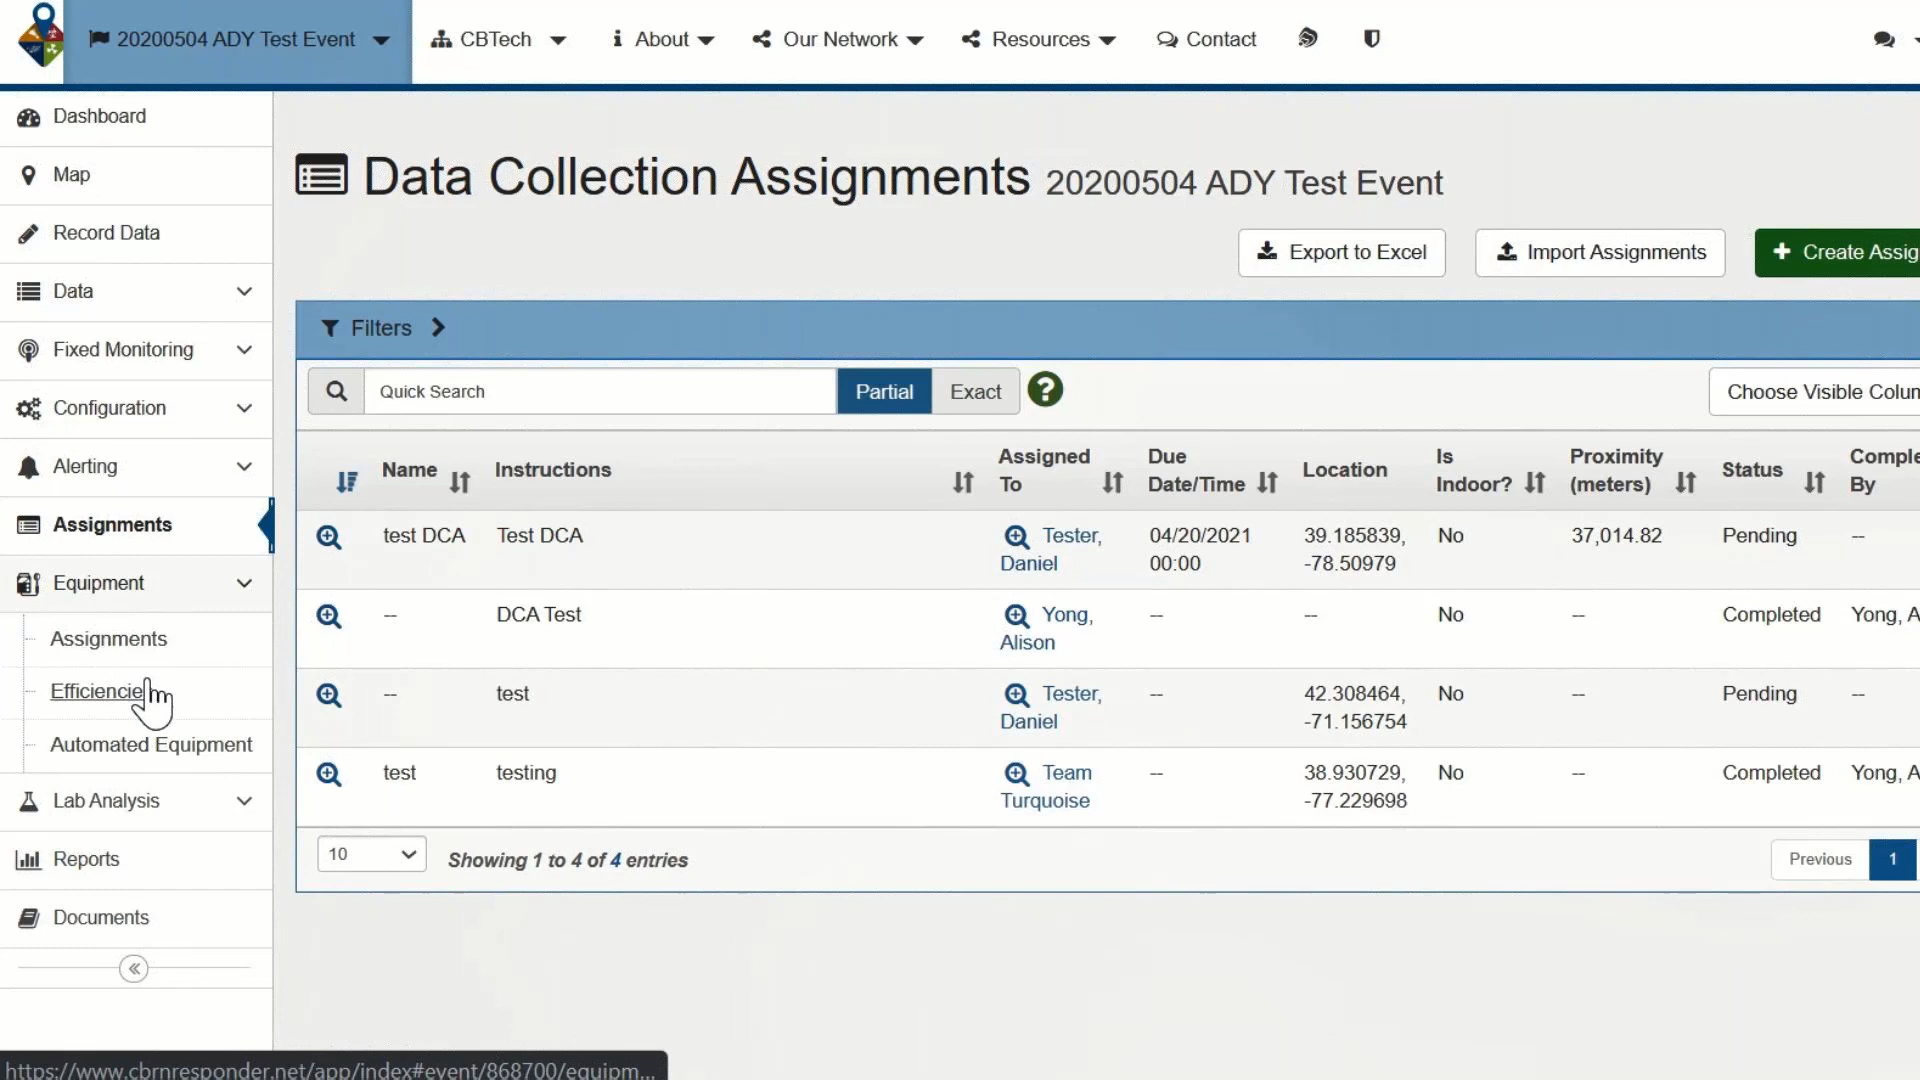 20200504 ADY Test Event
CBTech
About
Our Network
Resources
Contact
Dashboard
Map
Record Data
Data
Fixed Monitoring
Configuration
Alerting
Assignments
Equipment
Assignments
Efficiencie
Automated Equipment
Lab Analysis
Reports
Documents
Data Collection Assignments 20200504 ADY Test Event
Export to Excel
Import Assignments
Create Assig
Filters
Quick Search
Partial
Exact
Choose Visible Colum
Name
Instructions
Assigned To
Due Date/Time
Location
Is Indoor?
Proximity (meters)
Status
Comple By
test DCA Test DCA Tester, 04/20/2021 39.185839, No 37,014.82 Pending --
Daniel 00:00 -78.50979
-- DCA Test Yong, -- -- No -- Completed Yong, A
Alison
-- test Tester, -- 42.308464, No -- Pending --
Daniel -71.156754
test testing Team -- 38.930729, No -- Completed Yong, A
Turquoise -77.229698
10
Showing 1 to 4 of 4 entries
Previous
1
https://www.cbrnresponder.net/app/index#event/868700/equipm...